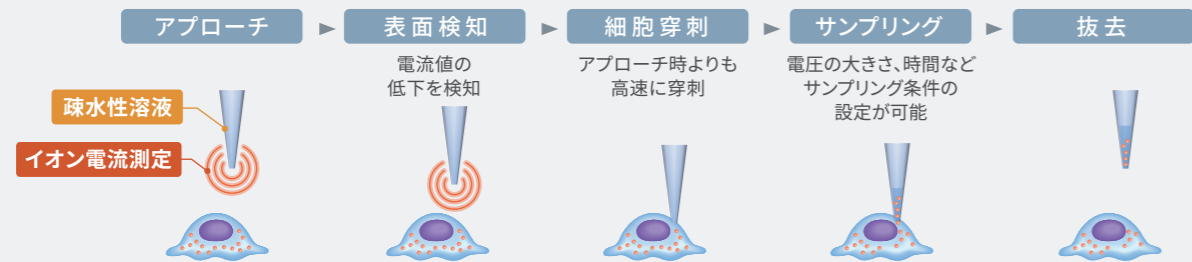 アプローチ
表面検知
細胞穿刺
サンプリング
抜去
電流値の
低下を検知
アプローチ時よりも
高速に穿刺
電圧の大きさ、時間など
サンプリング条件の
設定が可能
疎水性溶液
イオン電流測定